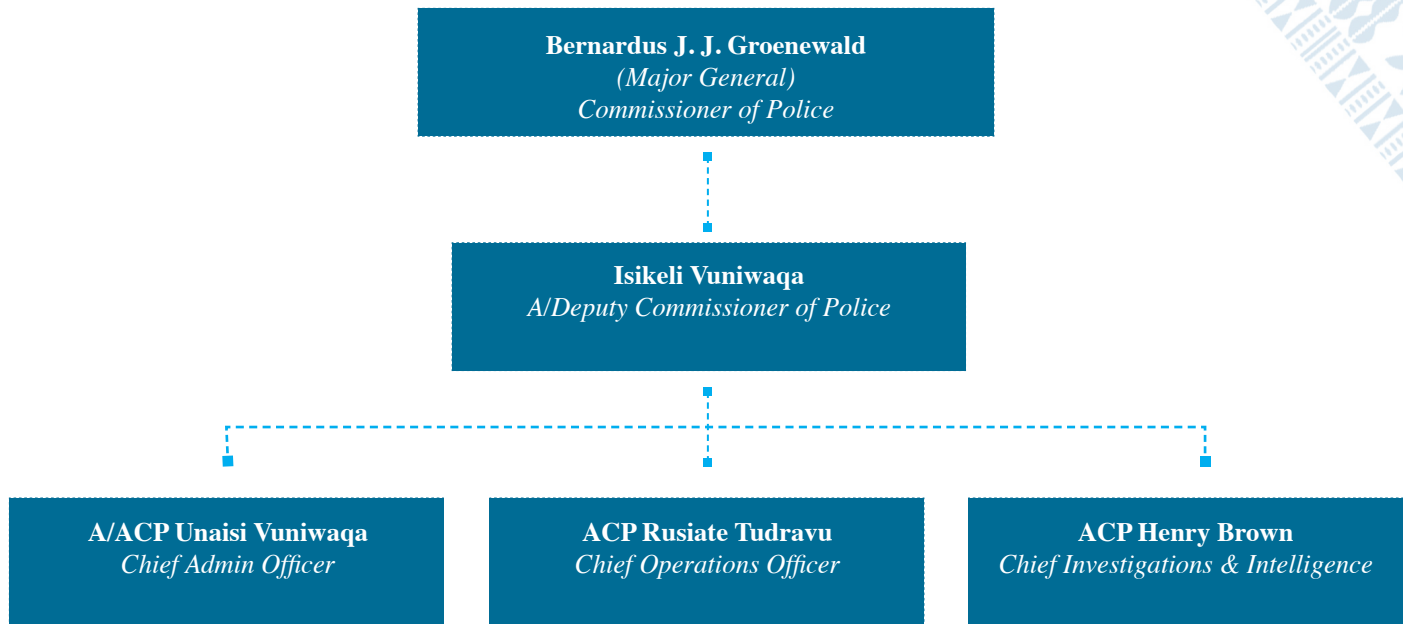 Bernardus J. J. Groenewald
(Major General)
Commissioner of Police
Isikeli Vuniwaqa
A/Deputy Commissioner of Police
A/ACP Unaisi Vuniwaqa
Chief Admin Officer
ACP Rusiate Tudravu
Chief Operations Officer
ACP Henry Brown
Chief Investigations & Intelligence